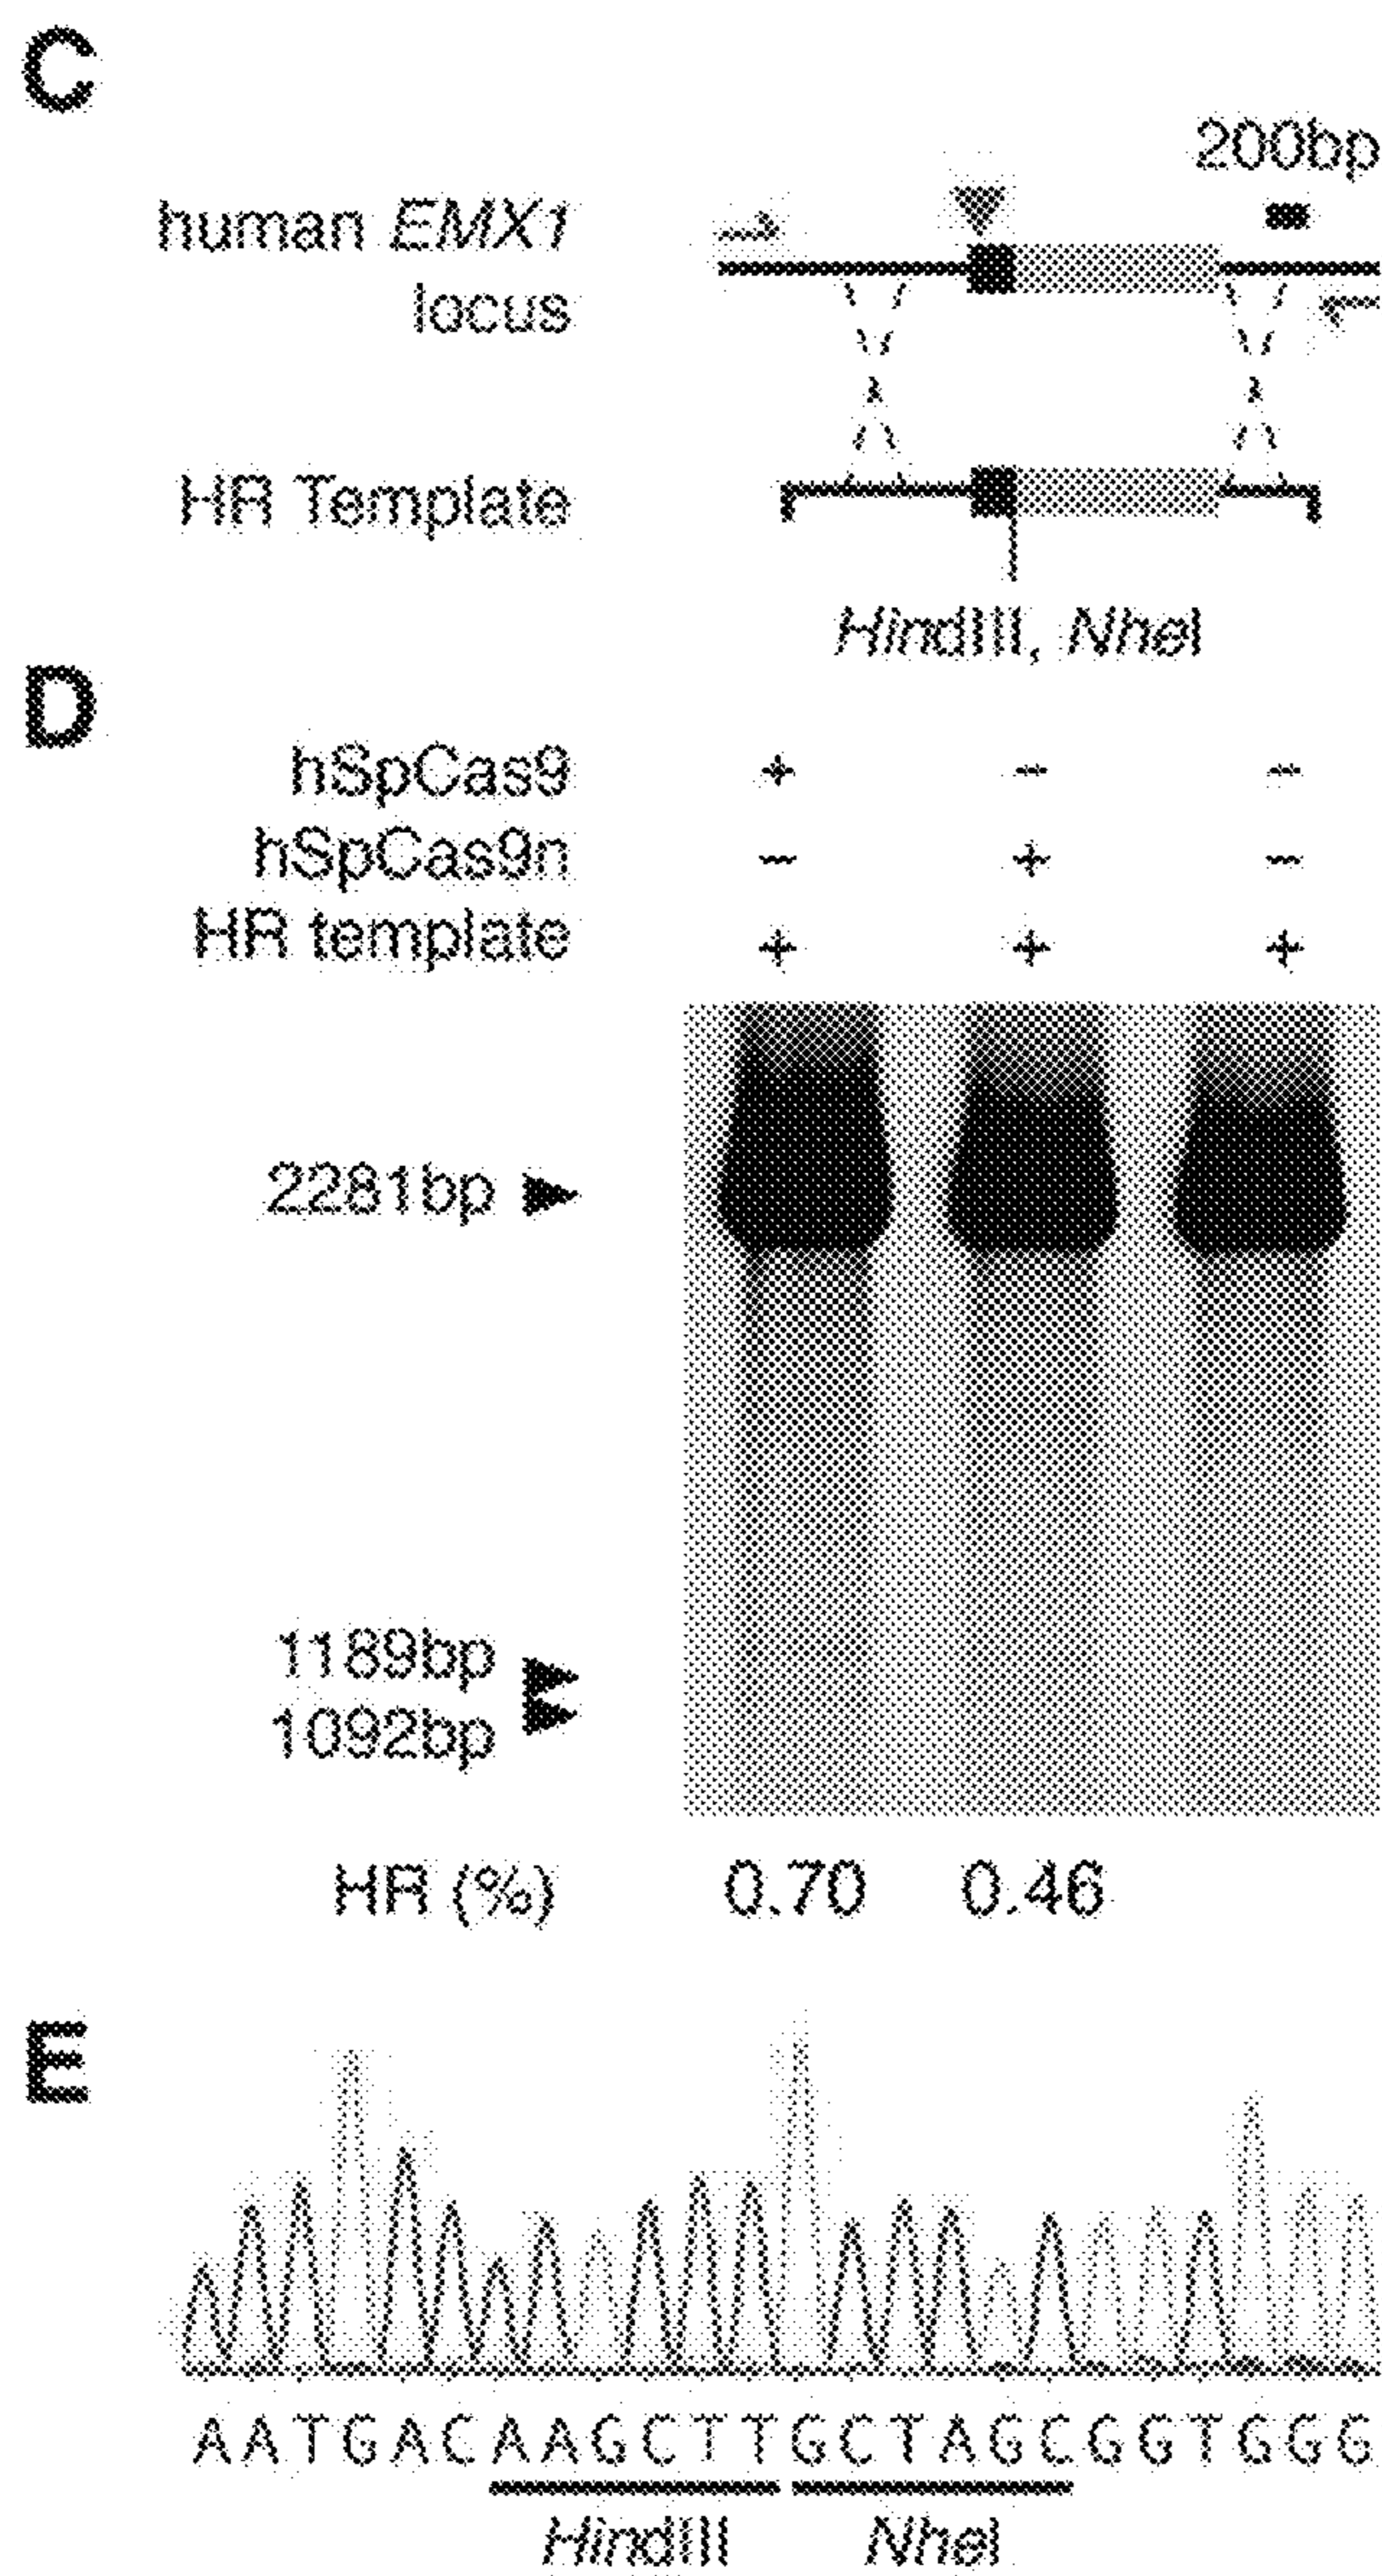 C
200bp
human EMX1
locus
HR Template
HindIII, NheI
D
hSpCas9 + – –
hSpCas9n – + –
HR template + + +
2281bp
1189bp
1092bp
HR (%) 0.70 0.46
E
AATGACAAGCTTGCTAGCGGTGGG
HindIII NheI